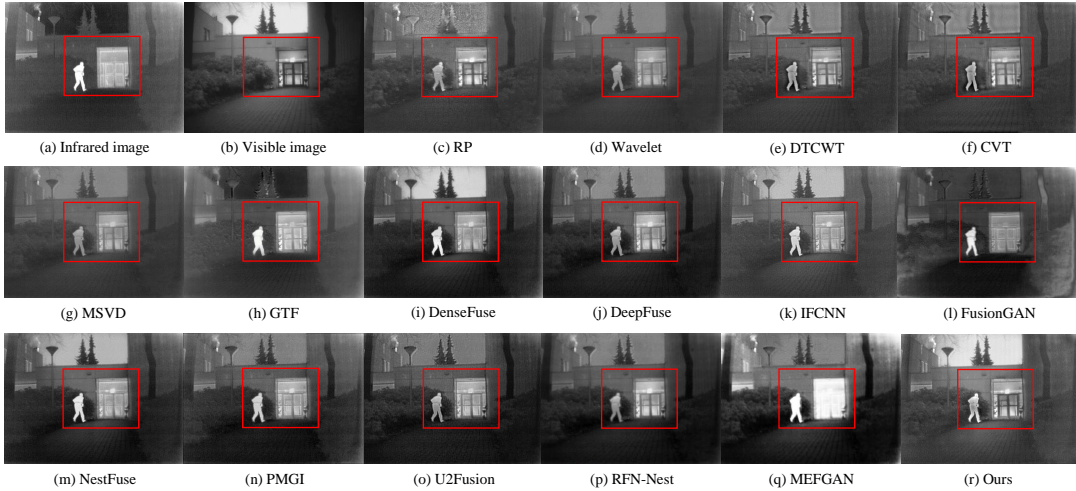 (a) Infrared image (b) Visible image (c) RP (d) Wavelet (e) DTCWT (f) CVT
(g) MSVD (h) GTF (i) DenseFuse (j) DeepFuse (k) IFCNN (l) FusionGAN
(m) NestFuse (n) PMGI (o) U2Fusion (p) RFN-Nest (q) MEFGAN (r) Ours